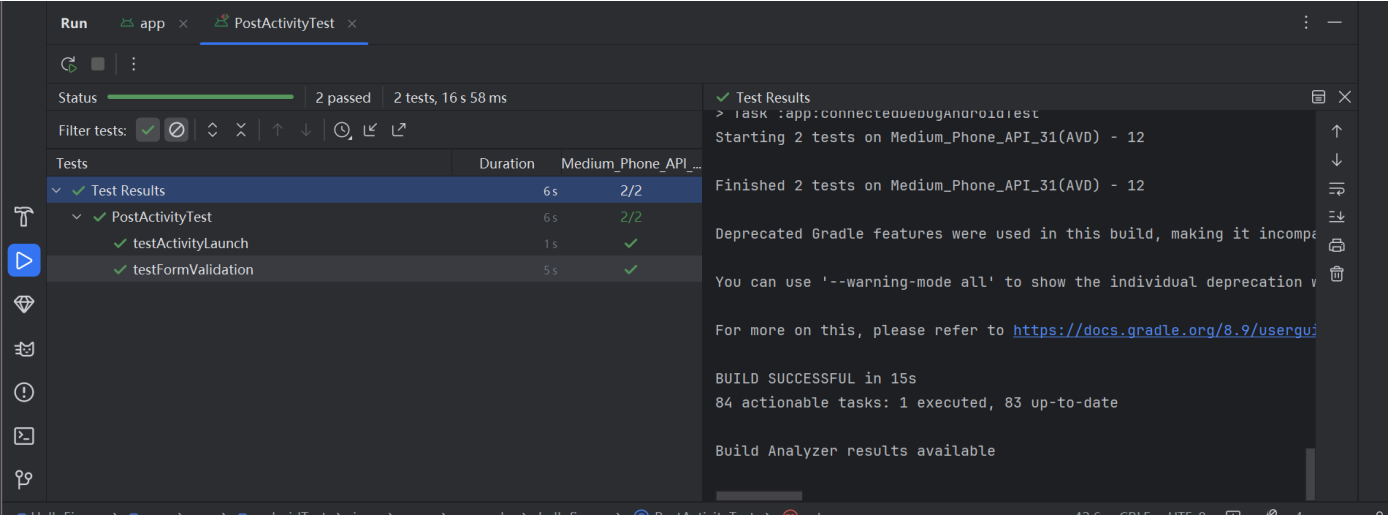 Run app PostActivityTest
Status 2 passed 2 tests, 16 s 58 ms
Filter tests:
Tests Duration Medium_Phone_API_...
Test Results 6 s 2/2
PostActivityTest 6 s 2/2
testActivityLaunch 1 s
testFormValidation 5 s
Test Results
> Task :app:connectedDebugAndroidTest
Starting 2 tests on Medium_Phone_API_31(AVD) - 12
Finished 2 tests on Medium_Phone_API_31(AVD) - 12
Deprecated Gradle features were used in this build, making it incompa
You can use '--warning-mode all' to show the individual deprecation w
For more on this, please refer to https://docs.gradle.org/8.9/usergui
BUILD SUCCESSFUL in 15s
84 actionable tasks: 1 executed, 83 up-to-date
Build Analyzer results available